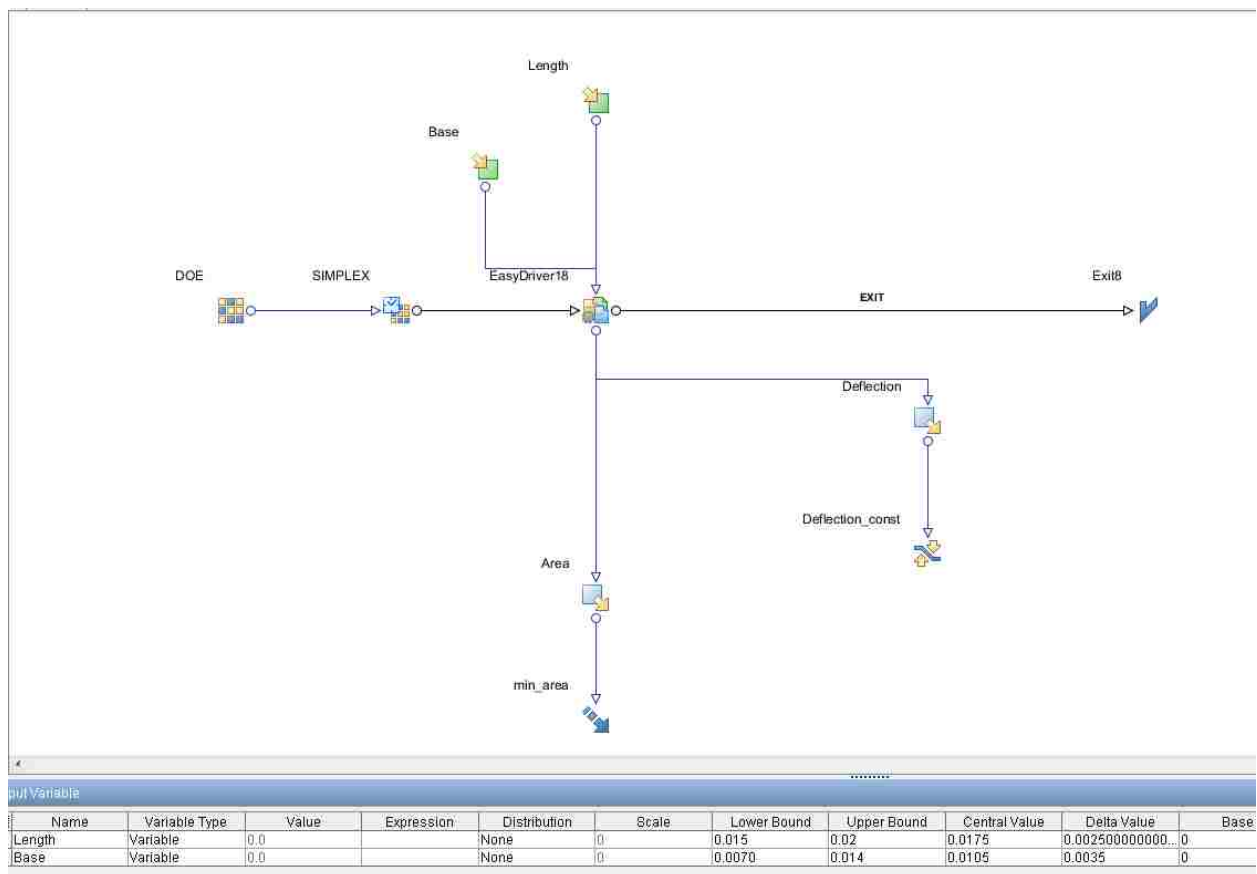 Length
Base
DOE SIMPLEX EasyDriver18 Exit8
EXIT
Deflection
Deflection_const
Area
min_area
put Variable
Name Variable Type Value Expression Distribution Scale Lower Bound Upper Bound Central Value Delta Value Base
Length Variable 0.0 None 0 0.015 0.02 0.0175 0.002500000000... 0
Base Variable 0.0 None 0 0.0070 0.014 0.0105 0.0035 0